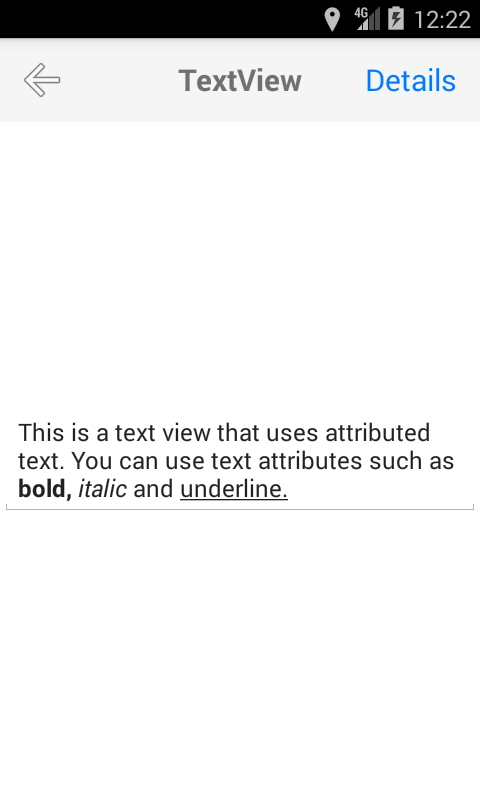 4G 12:22
TextView Details
This is a text view that uses attributed
text. You can use text attributes such as
bold, italic and underline.